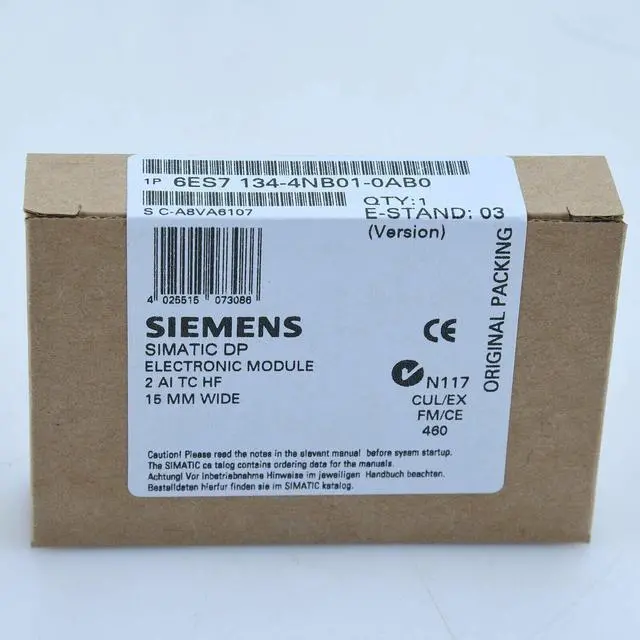 1P 6ES7 134-4NB01-0AB0
QTY:1
S C-A8VA6107
E-STAND: 03
(Version)
4 025515 073086
SIEMENS
SIMATIC DP
ELECTRONIC MODULE
2 AI TC HF
15 MM WIDE
CE
N117
CUL/EX
FM/CE
460
ORIGINAL PACKING
Caution! Please read the notes in the elevant manual before sysam startup.
The SIMATIC ca talog contains ordering data for the manuals.
Achtung! Vor Inbetriebnahme Hinweise im jeweiligen Handbuch beachten.
Bestelldaten hierfur finden sie im SIMATIC katalog.